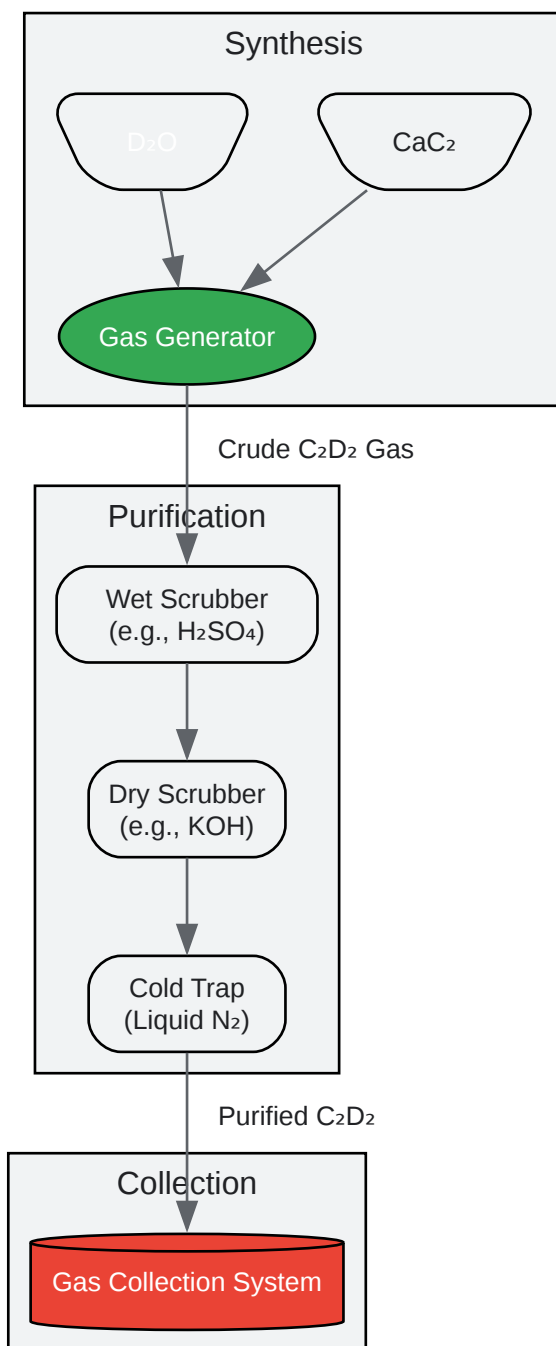 Synthesis
D₂O
CaC₂
Gas Generator
Crude C₂D₂ Gas
Purification
Wet Scrubber
(e.g., H₂SO₄)
Dry Scrubber
(e.g., KOH)
Cold Trap
(Liquid N₂)
Purified C₂D₂
Collection
Gas Collection System